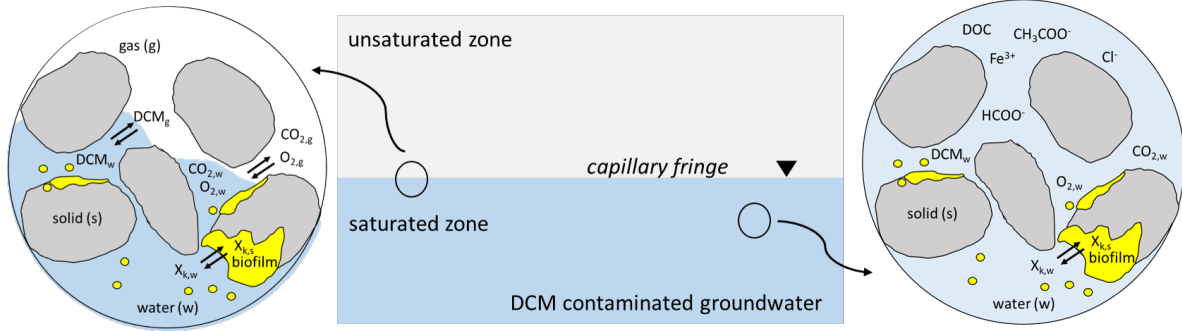 gas (g)
DCMg
CO2,g
O2,g
DCMw
CO2,w
O2,w
solid (s)
Xk,s
biofilm
Xk,w
water (w)
unsaturated zone
capillary fringe
saturated zone
DCM contaminated groundwater
DOC
CH3COO⁻
Fe³⁺
Cl⁻
HCOO⁻
DCMw
CO2,w
O2,w
solid (s)
Xk,s
biofilm
Xk,w
water (w)